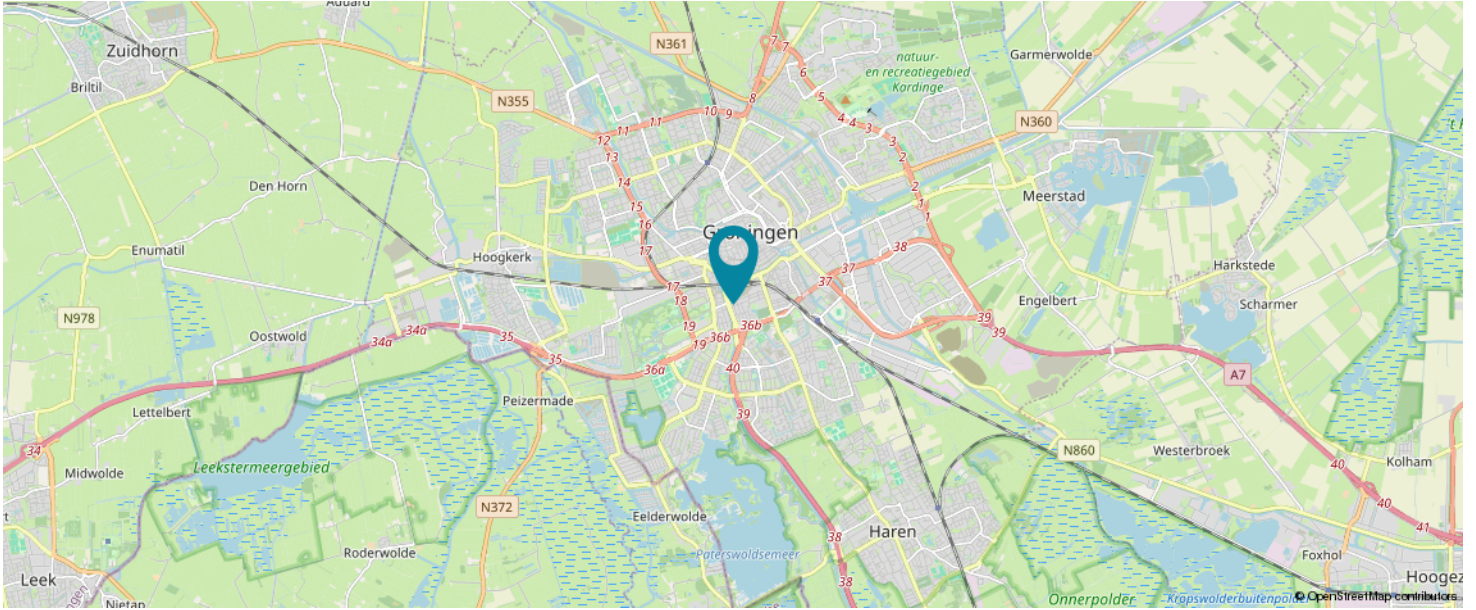 Aduard
Zuidhorn
N361
7
7
Garmerwolde
natuur-
en recreatiegebied
Kardinge
6
Briltil
N355
8
5
10
9
4
4
3
N360
11
11
12
3
13
2
14
2
Den Horn
Meerstad
15
1
1
16
Groningen
38
Enumatil
17
Hoogkerk
37
37
Harkstede
17
18
Engelbert
Scharmer
N978
39
39
34a
34a
35
19
36b
36b
Oostwold
19
35
36a
40
A7
Peizermade
Lettelbert
39
34
N860
Westerbroek
Leekstermeergebied
Kolham
40
Midwolde
N372
40
Eelderwolde
41
Haren
38
Roderwolde
Paterswoldsemeer
Foxhol
Leek
38
Hoogez
Nietap
Onnerpolder
Kropswolderbuitenpolder
© OpenStreetMap contributors